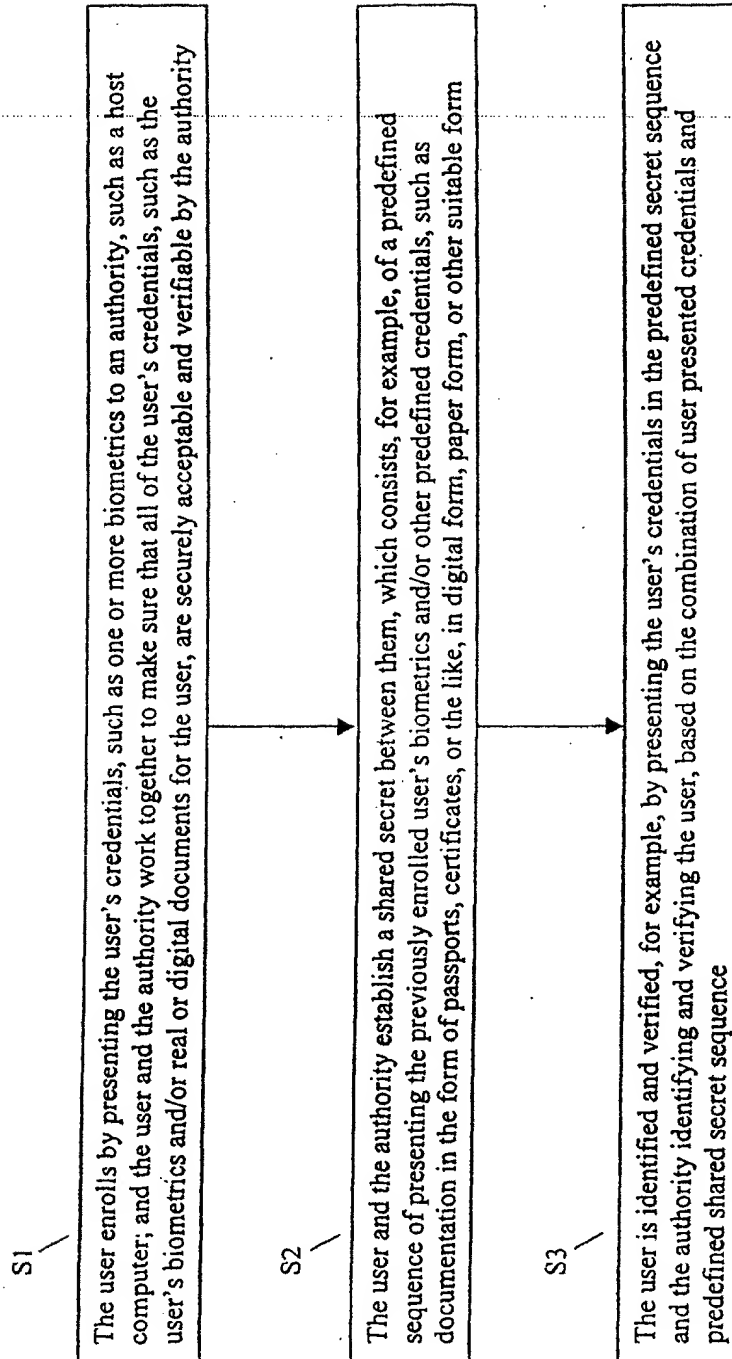 S1
The user enrolls by presenting the user's credentials, such as one or more biometrics to an authority, such as a host
computer; and the user and the authority work together to make sure that all of the user's credentials, such as the
user's biometrics and/or real or digital documents for the user, are securely acceptable and verifiable by the authority
S2
The user and the authority establish a shared secret between them, which consists, for example, of a predefined
sequence of presenting the previously enrolled user's biometrics and/or other predefined credentials, such as
documentation in the form of passports, certificates, or the like, in digital form, paper form, or other suitable form
S3
The user is identified and verified, for example, by presenting the user's credentials in the predefined secret sequence
and the authority identifying and verifying the user, based on the combination of user presented credentials and
predefined shared secret sequence